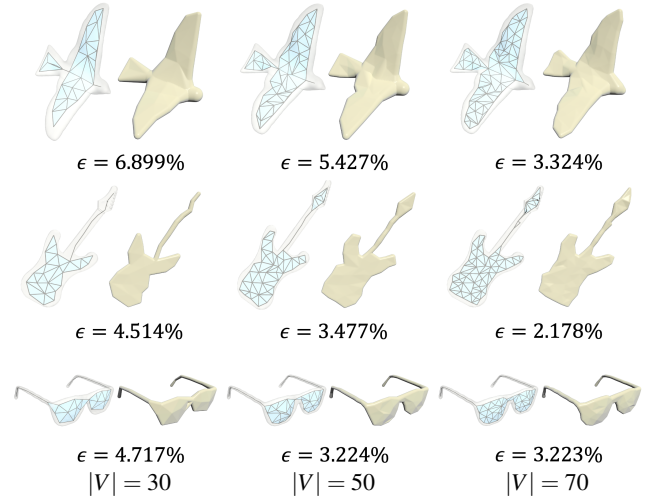 ϵ = 6.899% ϵ = 5.427% ϵ = 3.324%
ϵ = 4.514% ϵ = 3.477% ϵ = 2.178%
ϵ = 4.717% ϵ = 3.224% ϵ = 3.223%
|V| = 30 |V| = 50 |V| = 70